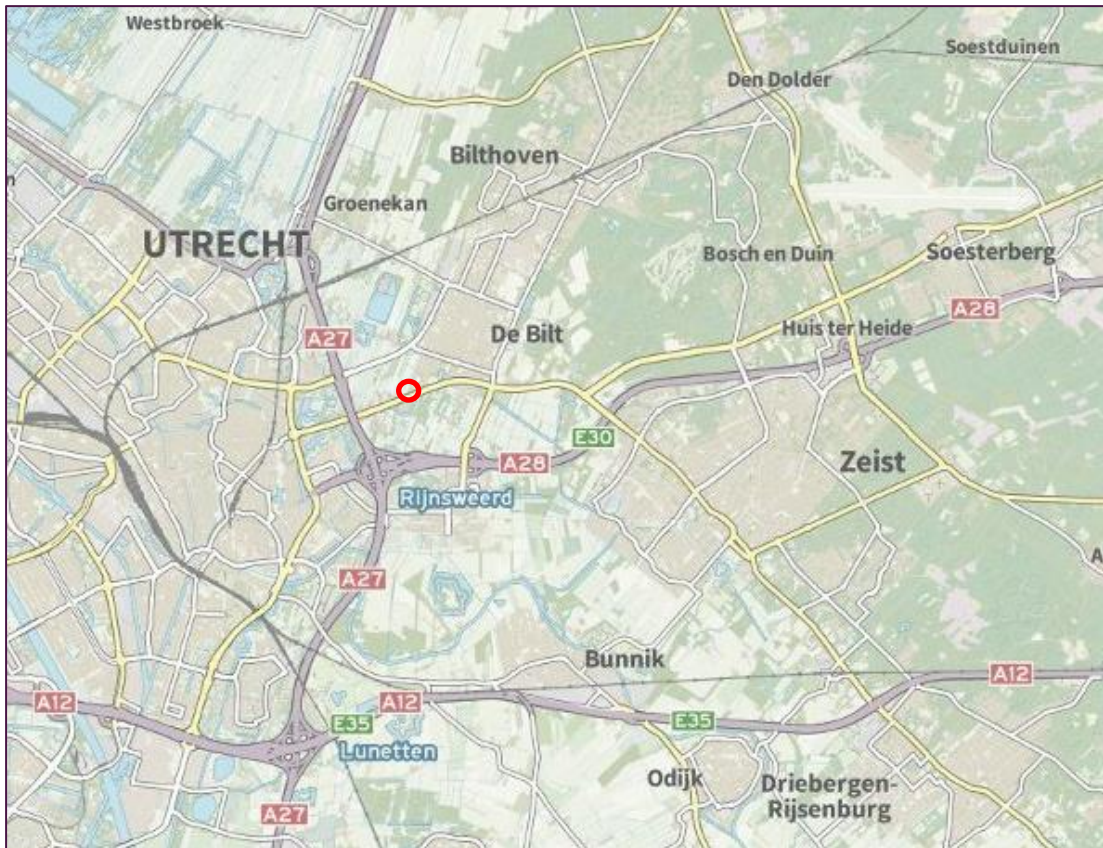 Westbroek
Soestduinen
Den Dolder
Bilthoven
Groenekan
UTRECHT
Bosch en Duin
Soesterberg
A28
Huis ter Heide
A27
De Bilt
E30
A28
Zeist
Rijnsweerd
A27
Bunnik
A12
A12
A12
E35
E35
Lunetten
Odijk
Driebergen-
Rijsenburg
A27